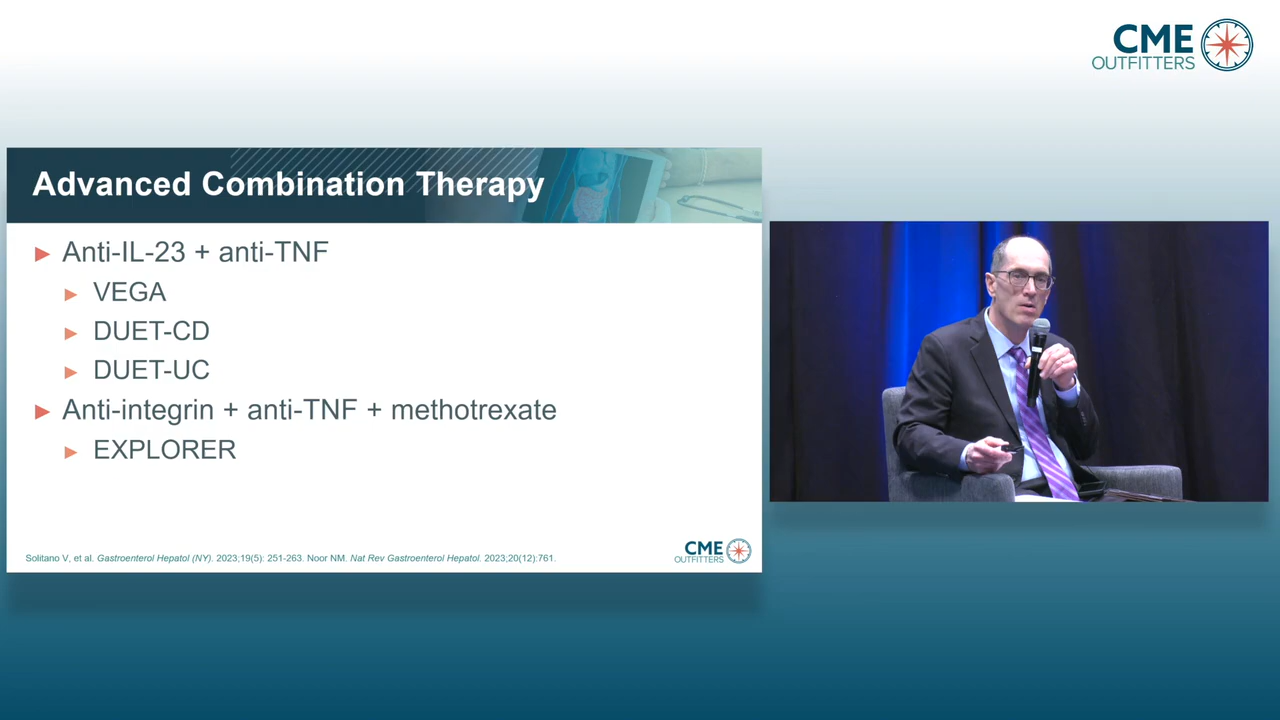 CME
OUTFITTERS
Advanced Combination Therapy
Anti-IL-23 + anti-TNF
VEGA
DUET-CD
DUET-UC
Anti-integrin + anti-TNF + methotrexate
EXPLORER
Solitano V, et al. Gastroenterol Hepatol (NY). 2023;19(5): 251-263. Noor NM. Nat Rev Gastroenterol Hepatol. 2023;20(12):761.
CME
OUTFITTERS